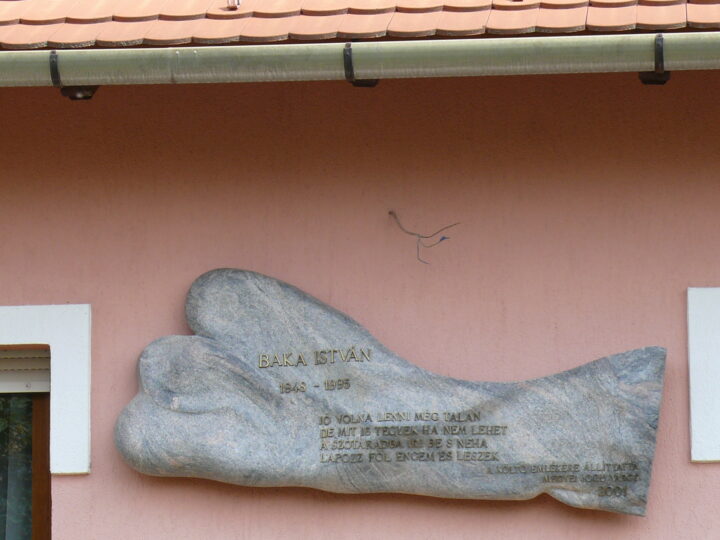 BAKA ISTVÁN
1948 - 1995
JÓ VOLNA LENNI MÉG TALÁN
DE MIT IS TEGYEK HA NEM LEHET
A SZÓTÁRADBA ÍRJ BE S NÉHA
LAPOZZ FÖL ENGEM ÉS LESZEK
A KÖLTŐ EMLÉKÉRE ÁLLÍTTATTA
2001